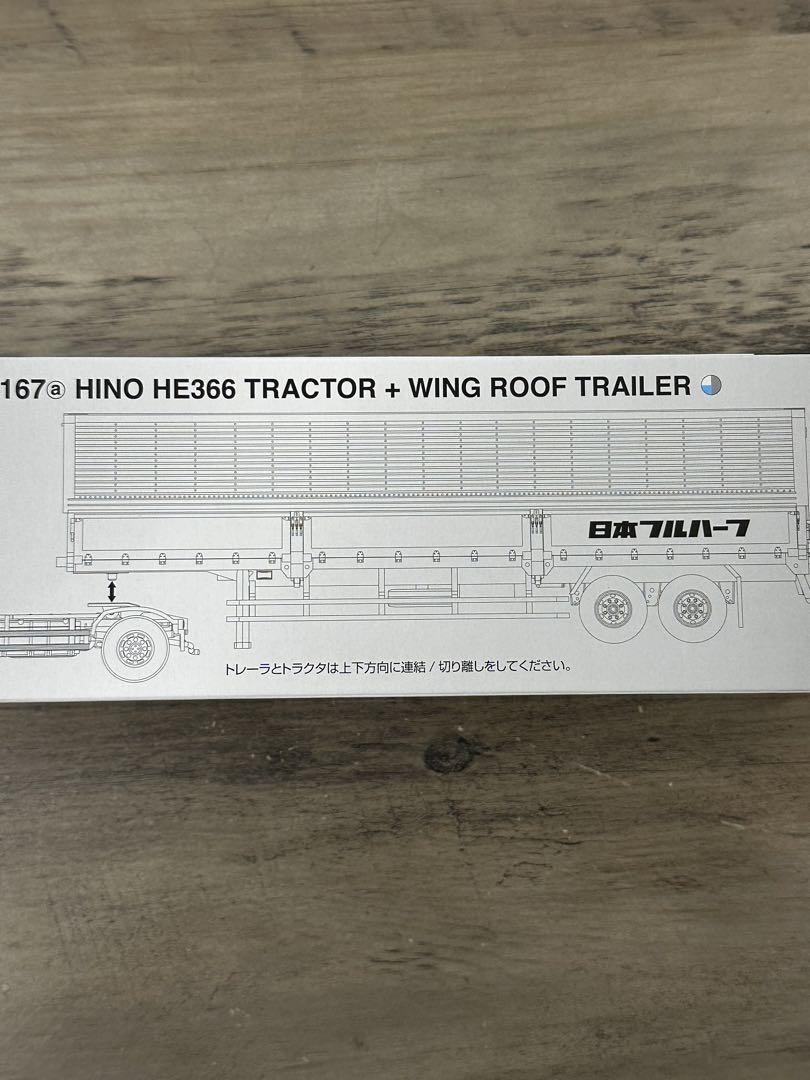 167ⓐ HINO HE366 TRACTOR + WING ROOF TRAILER
日本フルハーフ
トレーラとトラクタは上下方向に連結 / 切り離しをしてください。